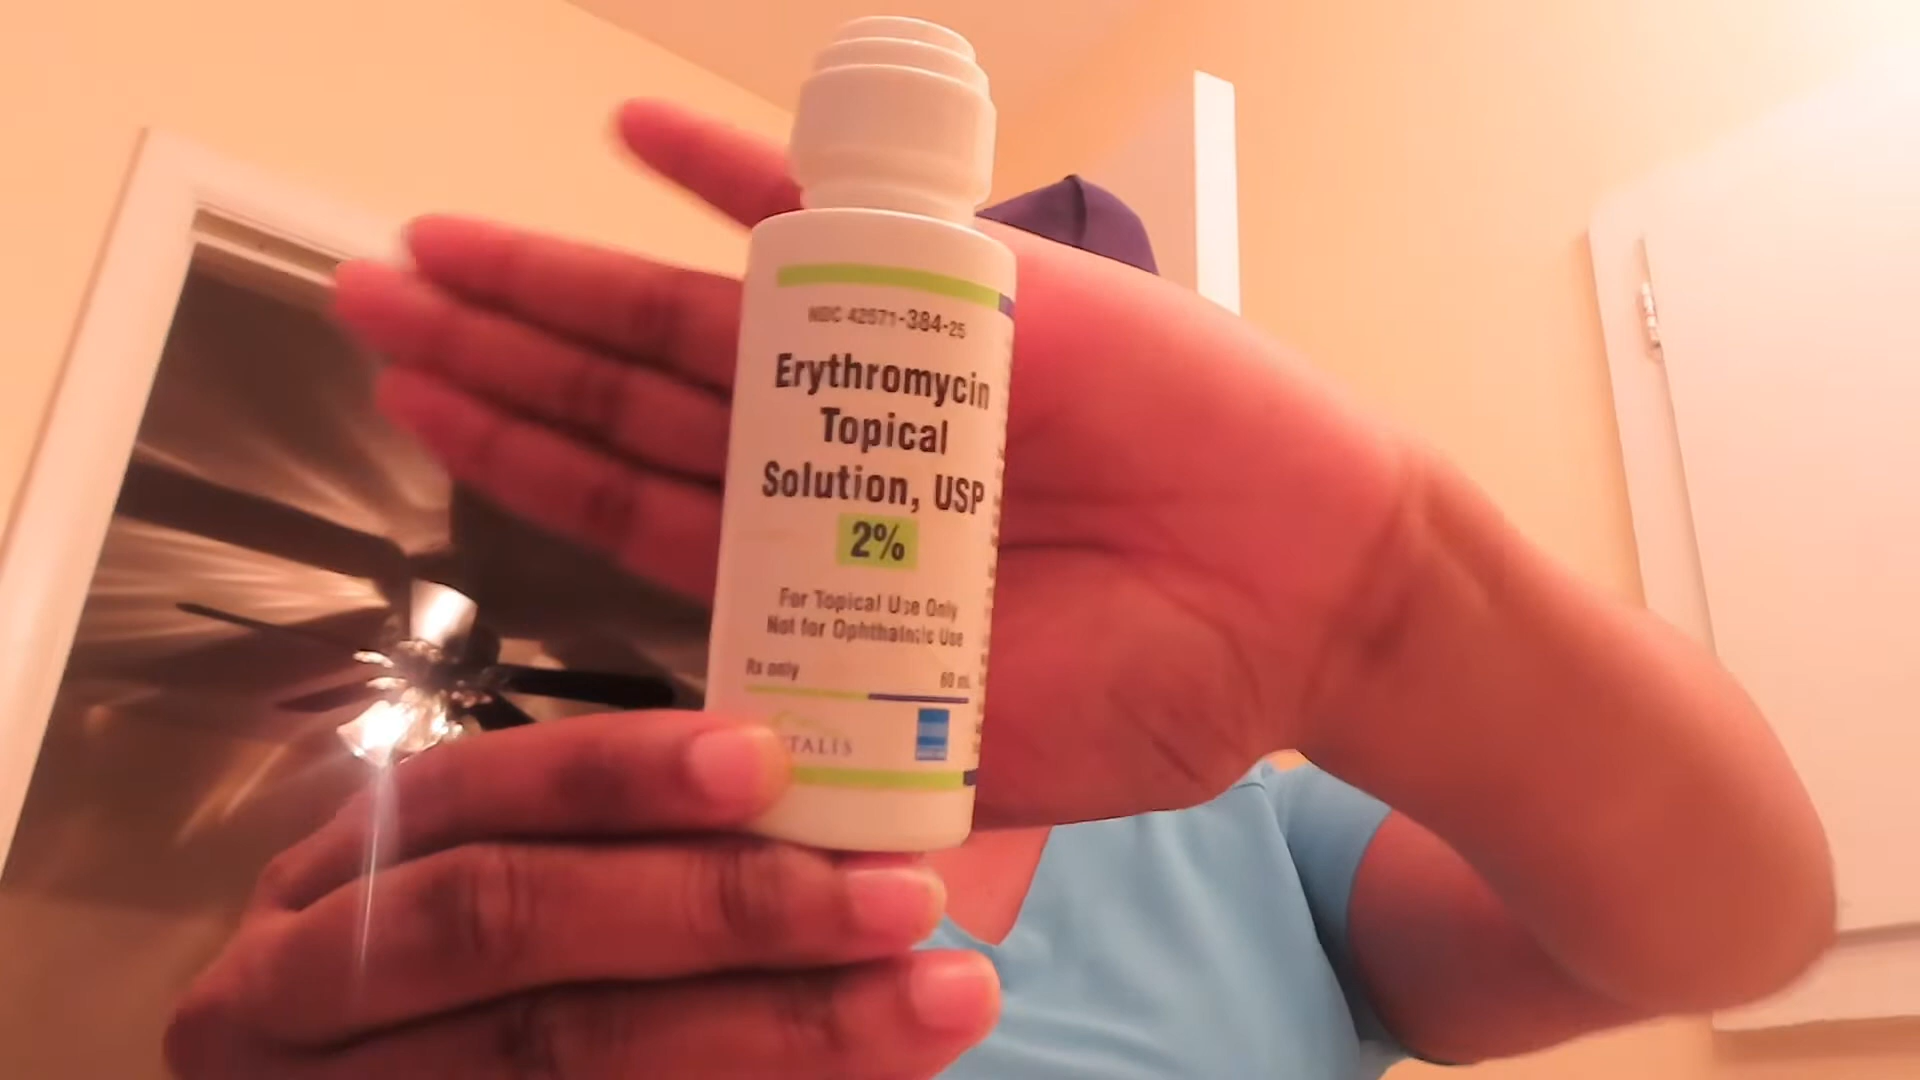 NDC 42571-384-25
Erythromycin
Topical
Solution, USP
2%
For Topical Use Only
Not for Ophthalmic Use
Rx only
60 mL
TALIS